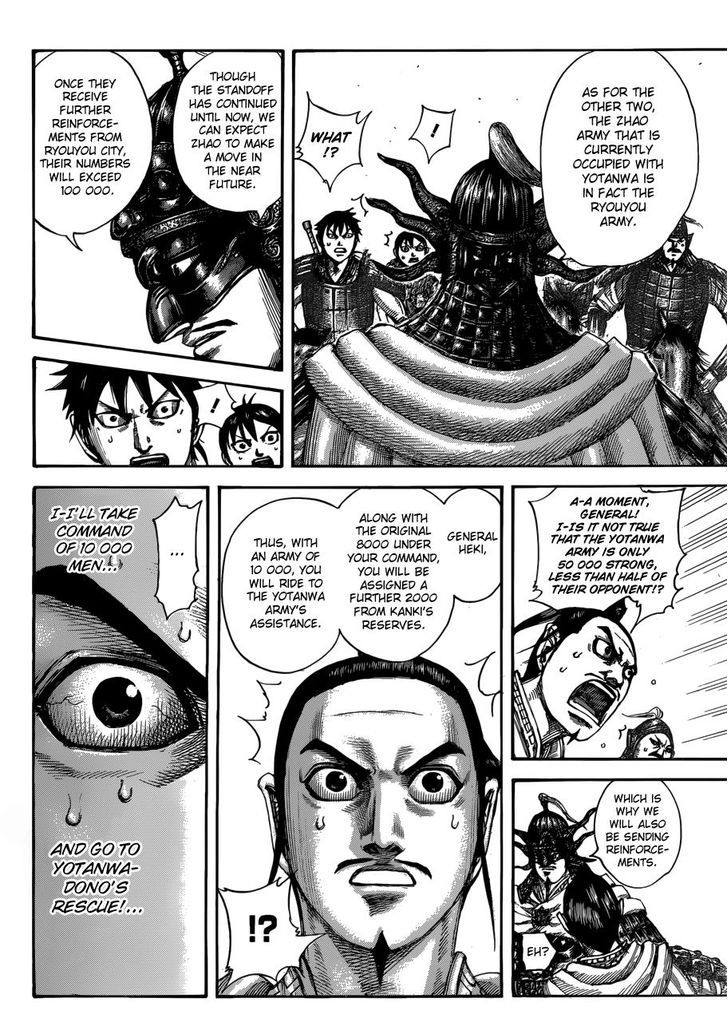 AS FOR THE
OTHER TWO,
THE ZHAO
ARMY THAT IS
CURRENTLY
OCCUPIED WITH
YOTANWA IS
IN FACT THE
RYOUYOU
ARMY.
!
WHAT
!?
THOUGH
THE STANDOFF
HAS CONTINUED
UNTIL NOW, WE
CAN EXPECT
ZHAO TO MAKE
A MOVE IN
THE NEAR
FUTURE.
ONCE THEY
RECEIVE
FURTHER
REINFORCE-
MENTS FROM
RYOUYOU CITY,
THEIR NUMBERS
WILL EXCEED
100 000.
!
A-A MOMENT,
GENERAL!
I-IS IT NOT TRUE
THAT THE YOTANWA
ARMY IS ONLY
50 000 STRONG,
LESS THAN HALF OF
THEIR OPPONENT!?
WHICH IS
WHY WE
WILL ALSO
BE SENDING
REINFORCE-
MENTS.
EH?
GENERAL
HEKI,
ALONG WITH
THE ORIGINAL
8000 UNDER
YOUR COMMAND,
YOU WILL BE
ASSIGNED A
FURTHER 2000
FROM KANKI'S
RESERVES.
THUS, WITH
AN ARMY OF
10 000, YOU
WILL RIDE TO
THE YOTANWA
ARMY'S
ASSISTANCE.
!?
...
I-I'LL TAKE
COMMAND
OF 10 000
MEN...
AND GO TO
YOTANWA-
DONO'S
RESCUE!...